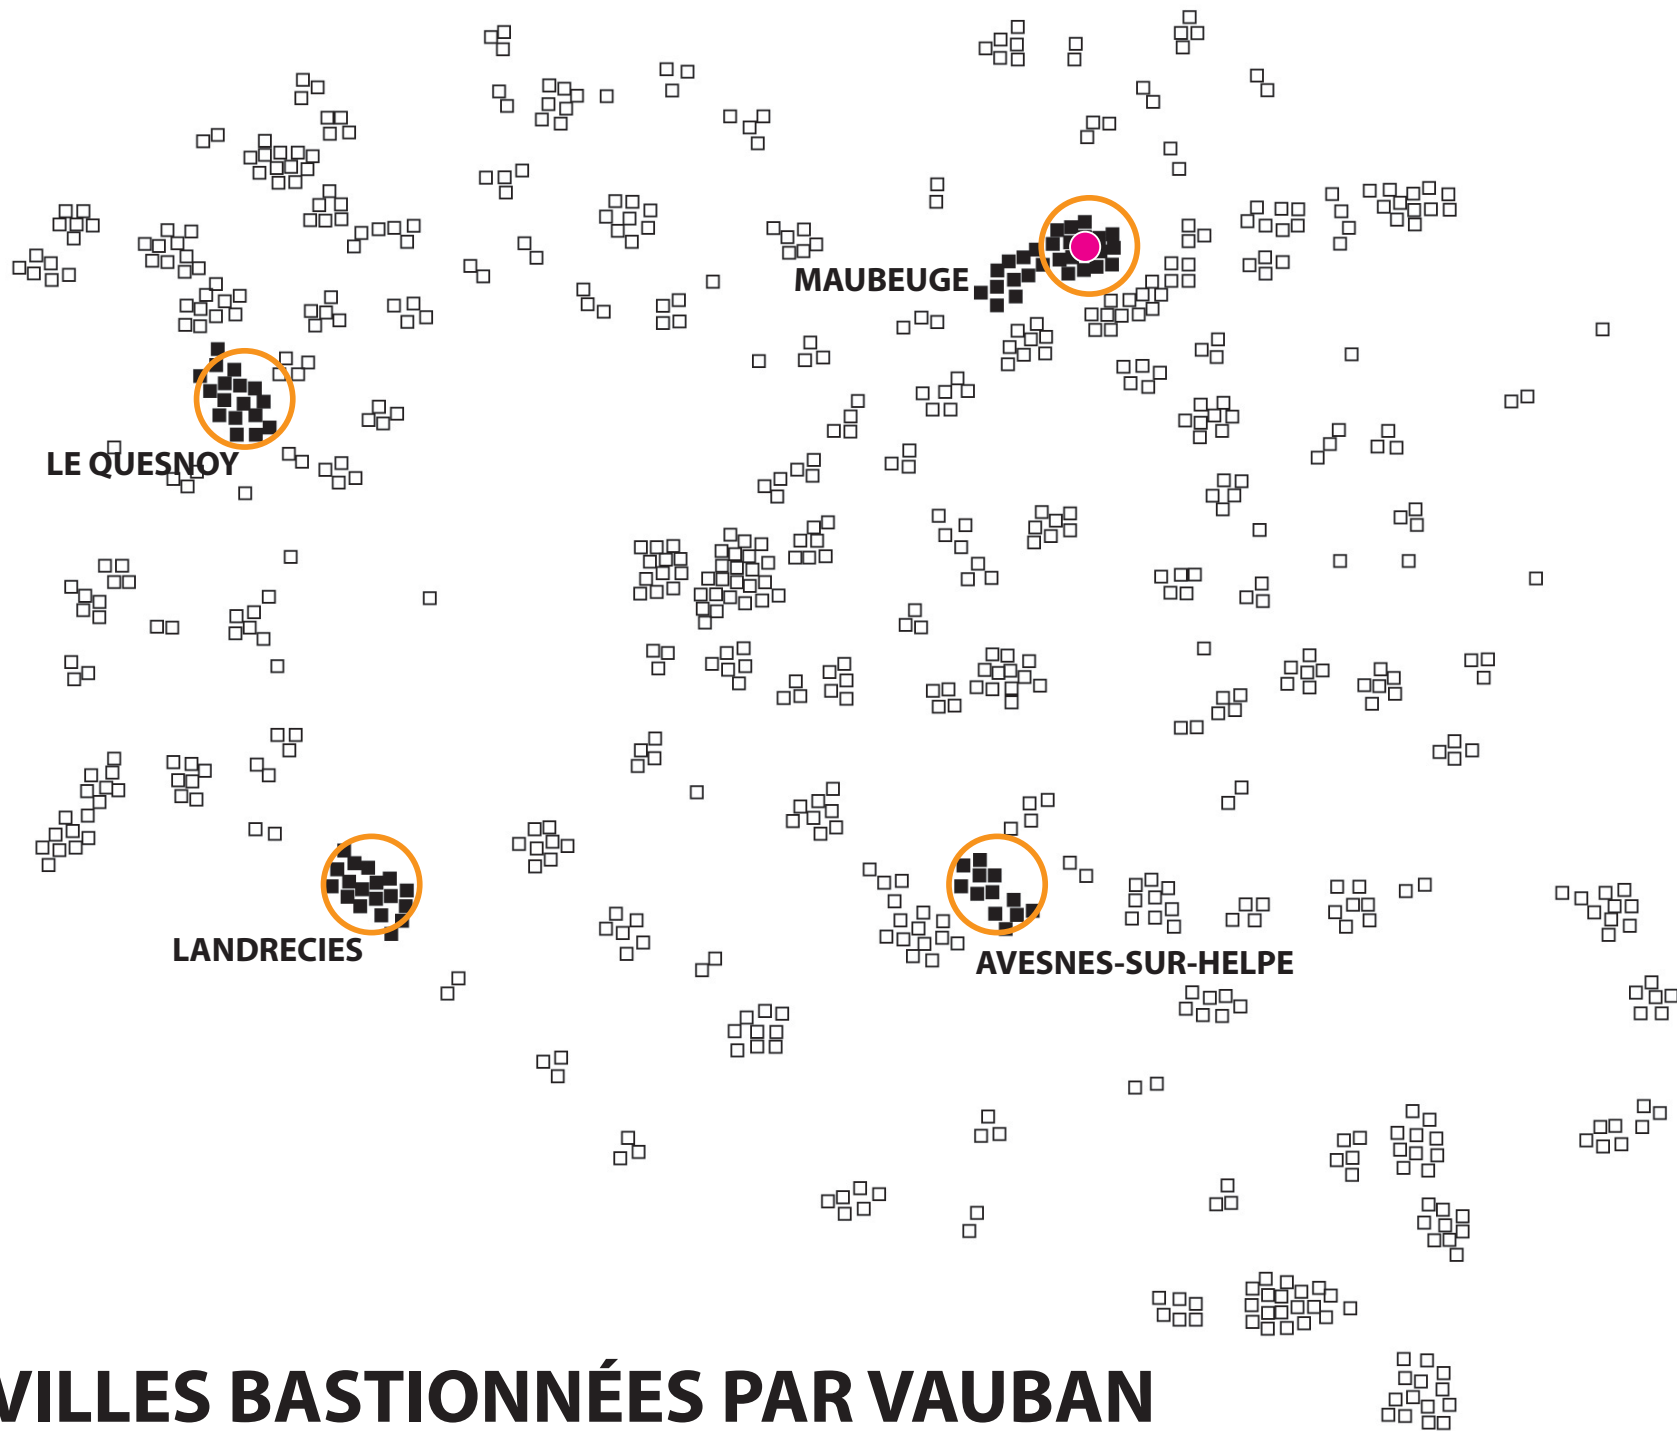 MAUBEUGE
LE QUESNOY
LANDRECIES
AVESNES-SUR-HELPE
VILLES BASTIONNÉES PAR VAUBAN